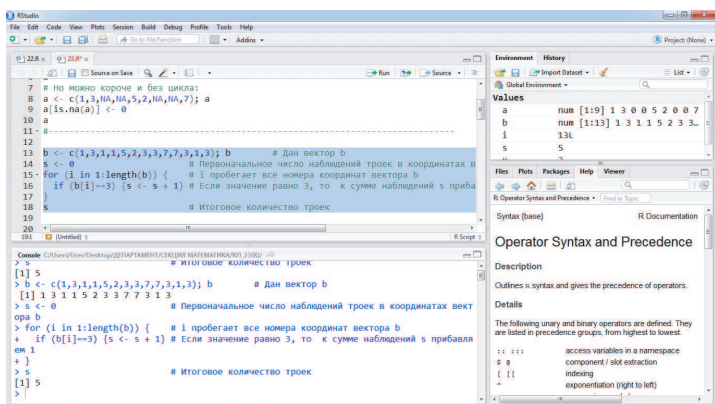 RStudio
File Edit Code View Plots Session Build Debug Profile Tools Help
Go to file/function Addins Project: (None)
22.R 23.R*
Source on Save Run Source
7 # Но можно короче и без цикла:
8 a <- c(1,3,NA,NA,5,2,NA,NA,7); a
9 a[is.na(a)] <- 0
10 a
11 #----------------------------------------------------------------
12
13 b <- c(1,3,1,1,5,2,3,3,7,7,3,1,3); b # Дан вектор b
14 s <- 0 # Первоначальное число наблюдений троек в координатах в
15 for (i in 1:length(b)) { # i пробегает все номера координат вектора b
16 if (b[i]==3) {s <- s + 1} # Если значение равно 3, то к сумме наблюдений s приба
17 }
18 s # Итоговое количество троек
19
20
19:1 (Untitled) R Script
Console C:/Users/User/Desktop/ДЕПАРТАМЕНТ/СЕКЦИЯ МАТЕМАТИКА/КП_23(R)/
> s # Итоговое количество троек
[1] 5
> b <- c(1,3,1,1,5,2,3,3,7,7,3,1,3); b # Дан вектор b
[1] 1 3 1 1 5 2 3 3 7 7 3 1 3
> s <- 0 # Первоначальное число наблюдений троек в координатах вект
ора b
> for (i in 1:length(b)) { # i пробегает все номера координат вектора b
+ if (b[i]==3) {s <- s + 1} # Если значение равно 3, то к сумме наблюдений s прибавля
ем 1
+ }
> s # Итоговое количество троек
[1] 5
>
Environment History
Import Dataset List
Global Environment
Values
a num [1:9] 1 3 0 0 5 2 0 0 7
b num [1:13] 1 3 1 1 5 2 3 3…
i 13L
s 5
Files Plots Packages Help Viewer
R: Operator Syntax and Precedence Find in Topic
Syntax {base} R Documentation
Operator Syntax and Precedence
Description
Outlines R syntax and gives the precedence of operators.
Details
The following unary and binary operators are defined. They
are listed in precedence groups, from highest to lowest.
:: ::: access variables in a namespace
$ @ component / slot extraction
[ [[ indexing
^ exponentiation (right to left)